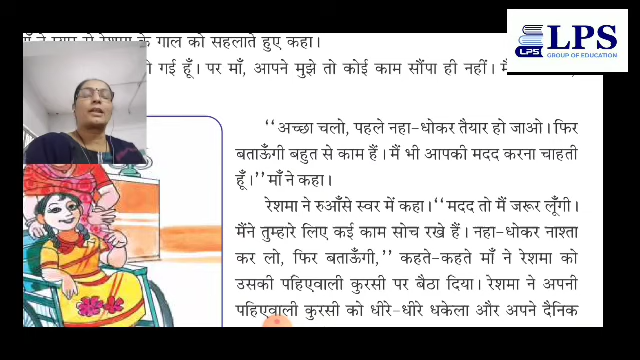 प्यार से रेशमा के गाल को सहलाते हुए कहा।
गई हूँ। पर माँ, आपने मुझे तो कोई काम सौंपा ही नहीं।
LPS
GROUP OF EDUCATION
‘‘अच्छा चलो, पहले नहा-धोकर तैयार हो जाओ। फिर
बताऊँगी बहुत से काम हैं। मैं भी आपकी मदद करना चाहती
हूँ।’’ माँ ने कहा।
रेशमा ने रुआँसे स्वर में कहा। ‘‘मदद तो मैं जरूर लूँगी।
मैंने तुम्हारे लिए कई काम सोच रखे हैं। नहा-धोकर नाश्ता
कर लो, फिर बताऊँगी,’’ कहते-कहते माँ ने रेशमा को
उसकी पहिएवाली कुरसी पर बैठा दिया। रेशमा ने अपनी
पहिएवाली कुरसी को धीरे-धीरे धकेला और अपने दैनिक